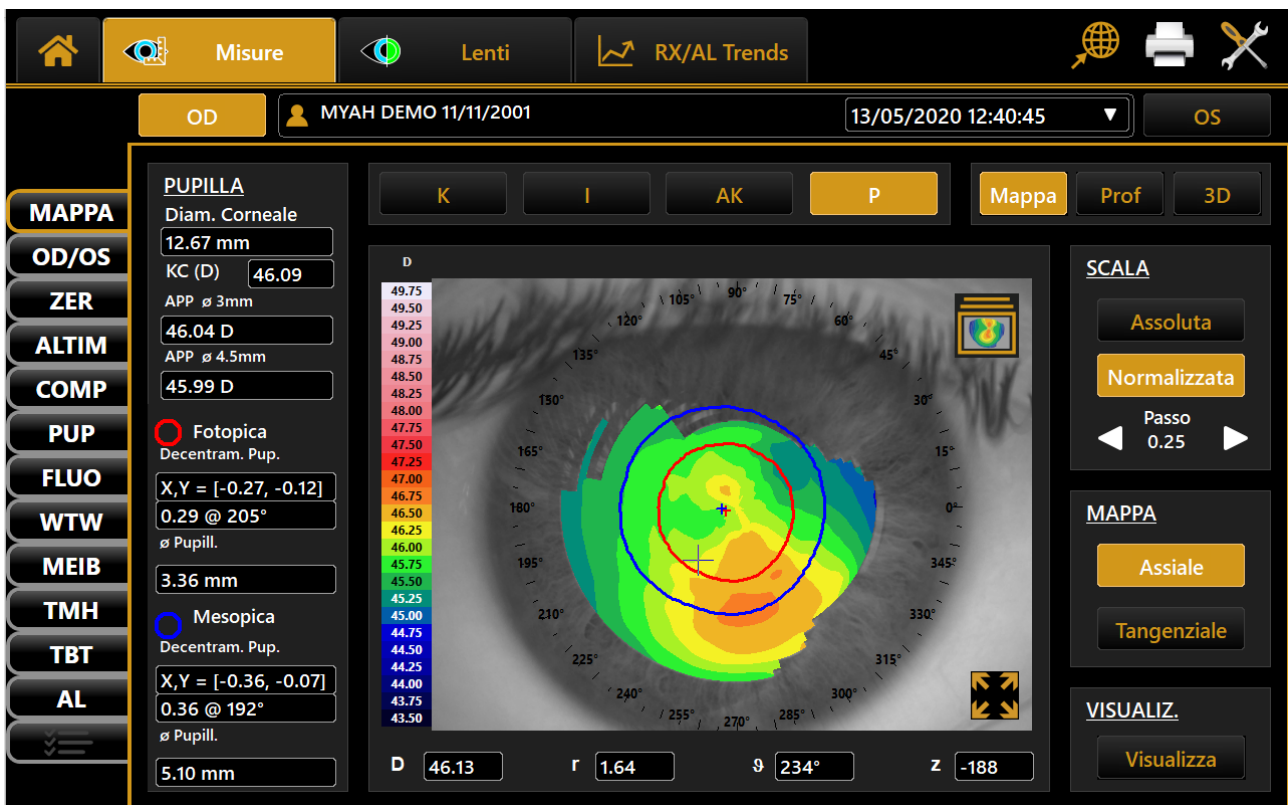 Misure
Lenti
RX/AL Trends
OD
MYAH DEMO 11/11/2001
13/05/2020 12:40:45
OS
MAPPA
OD/OS
ZER
ALTIM
COMP
PUP
FLUO
WTW
MEIB
TMH
TBT
AL
PUPILLA
Diam. Corneale
12.67 mm
KC (D) 46.09
APP ø 3mm
46.04 D
APP ø 4.5mm
45.99 D
Fotopica
Decentram. Pup.
X,Y = [-0.27, -0.12]
0.29 @ 205°
ø Pupill.
3.36 mm
Mesopica
Decentram. Pup.
X,Y = [-0.36, -0.07]
0.36 @ 192°
ø Pupill.
5.10 mm
K
I
AK
P
Mappa
Prof
3D
D
49.75
49.50
49.25
49.00
48.75
48.50
48.25
48.00
47.75
47.50
47.25
47.00
46.75
46.50
46.25
46.00
45.75
45.50
45.25
45.00
44.75
44.50
44.25
44.00
43.75
43.50
105°
90°
75°
120°
60°
135°
45°
150°
30°
165°
15°
180°
0°
195°
345°
210°
330°
225°
315°
240°
300°
255°
270°
285°
D 46.13
r 1.64
ϑ 234°
z -188
SCALA
Assoluta
Normalizzata
Passo
0.25
MAPPA
Assiale
Tangenziale
VISUALIZ.
Visualizza